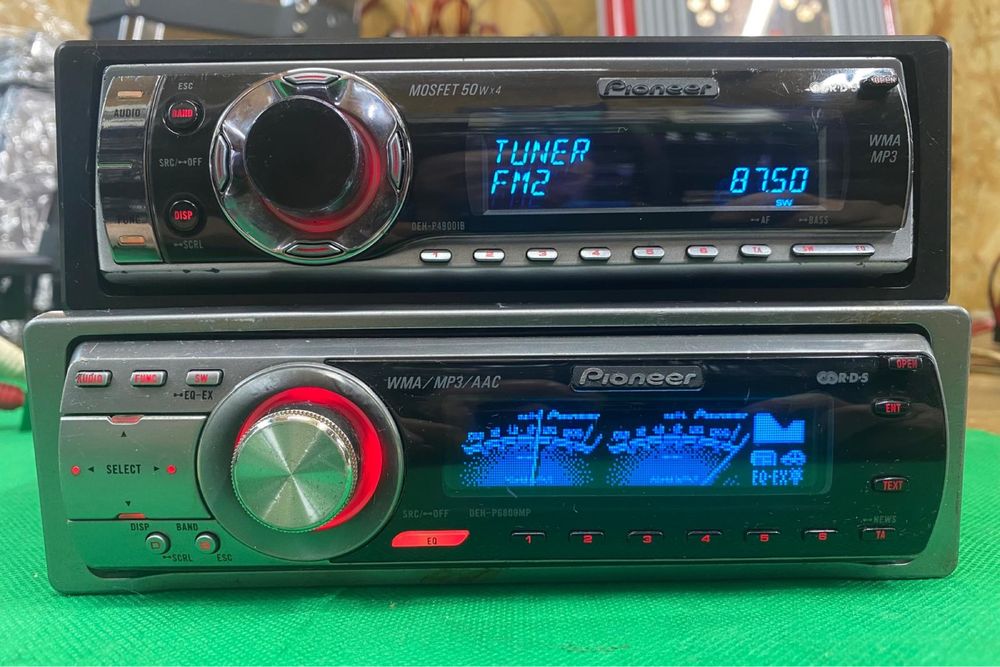 ESC
MOSFET 50W×4
Pioneer
R·D·S
OPEN
AUDIO
BAND
WMA
MP3
SRC/OFF
TUNER
FM2
87.50
SW
DISP
SCRL
DEH-P4900IB
AF
BASS
1 2 3 4 5 6 TA SW EQ
AUDIO FUNC SW
EQ-EX
WMA/MP3/AAC
Pioneer
R·D·S
OPEN
ENT
SELECT
EQ-EX
TEXT
DISP BAND
SCRL ESC
SRC/OFF
DEH-P6800MP
NEWS
EQ
1 2 3 4 5 6 TA